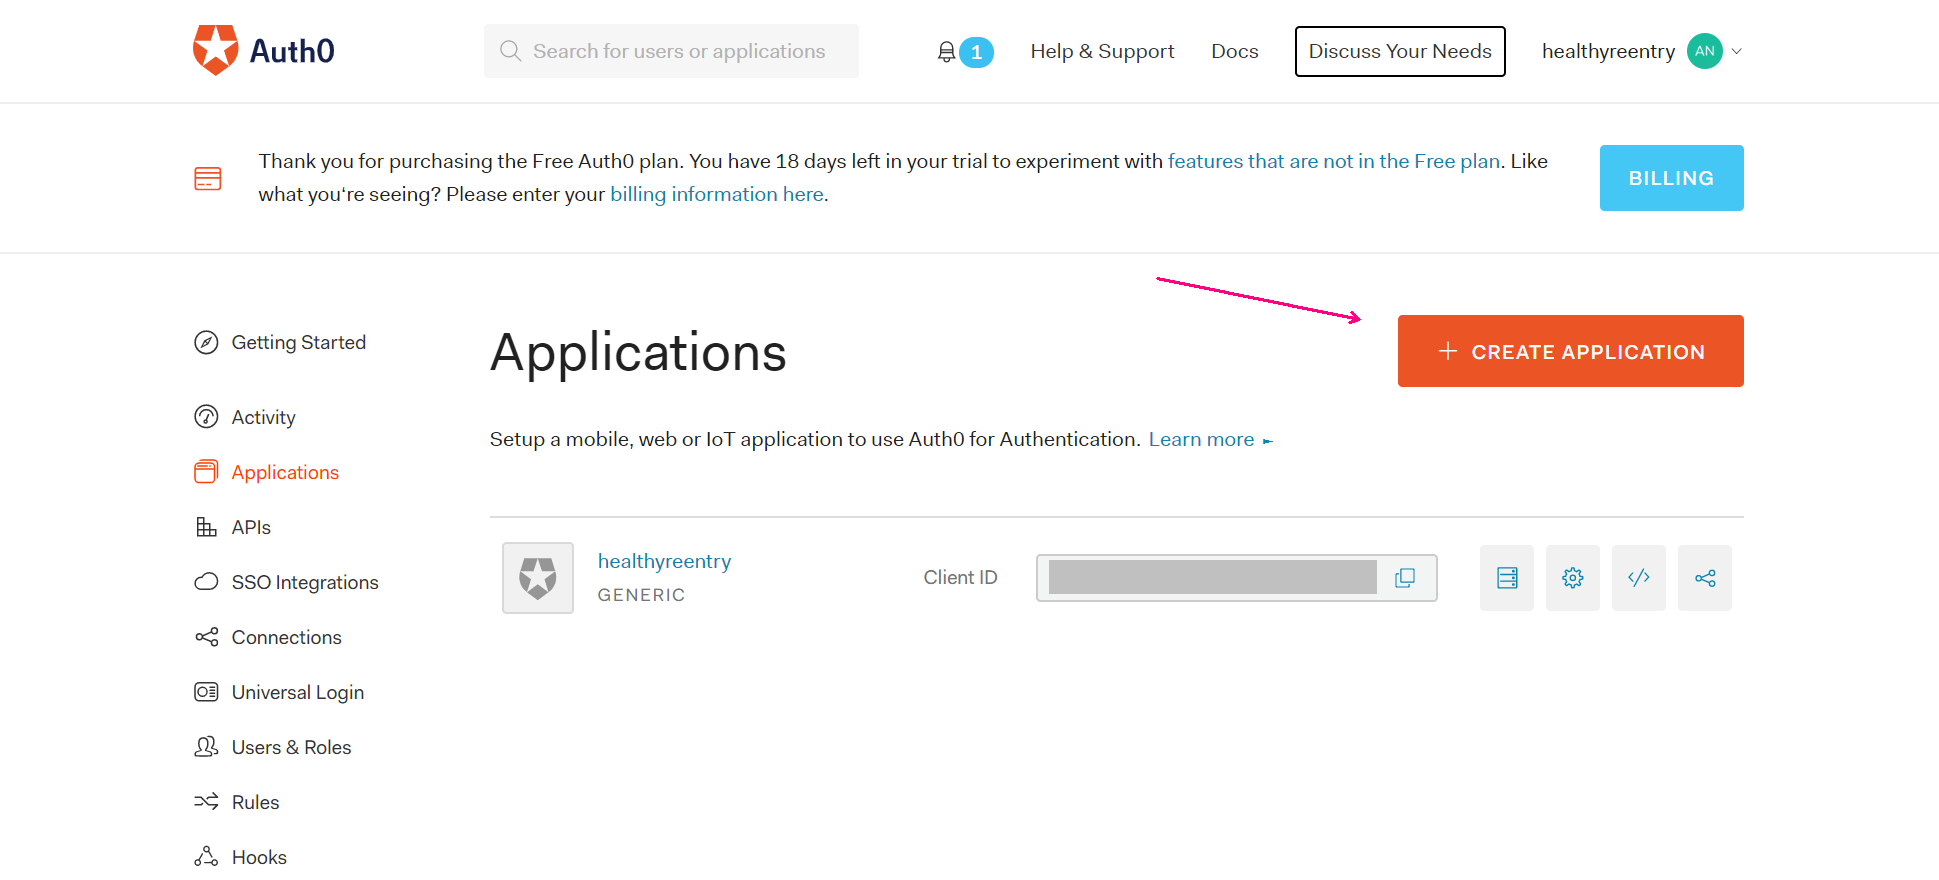 Auth0
Search for users or applications
1
Help & Support
Docs
Discuss Your Needs
healthyreentry
AN
Thank you for purchasing the Free Auth0 plan. You have 18 days left in your trial to experiment with features that are not in the Free plan. Like
what you‘re seeing? Please enter your billing information here.
BILLING
Getting Started
Activity
Applications
APIs
SSO Integrations
Connections
Universal Login
Users & Roles
Rules
Hooks
Applications
CREATE APPLICATION
Setup a mobile, web or IoT application to use Auth0 for Authentication. Learn more
healthyreentry
GENERIC
Client ID